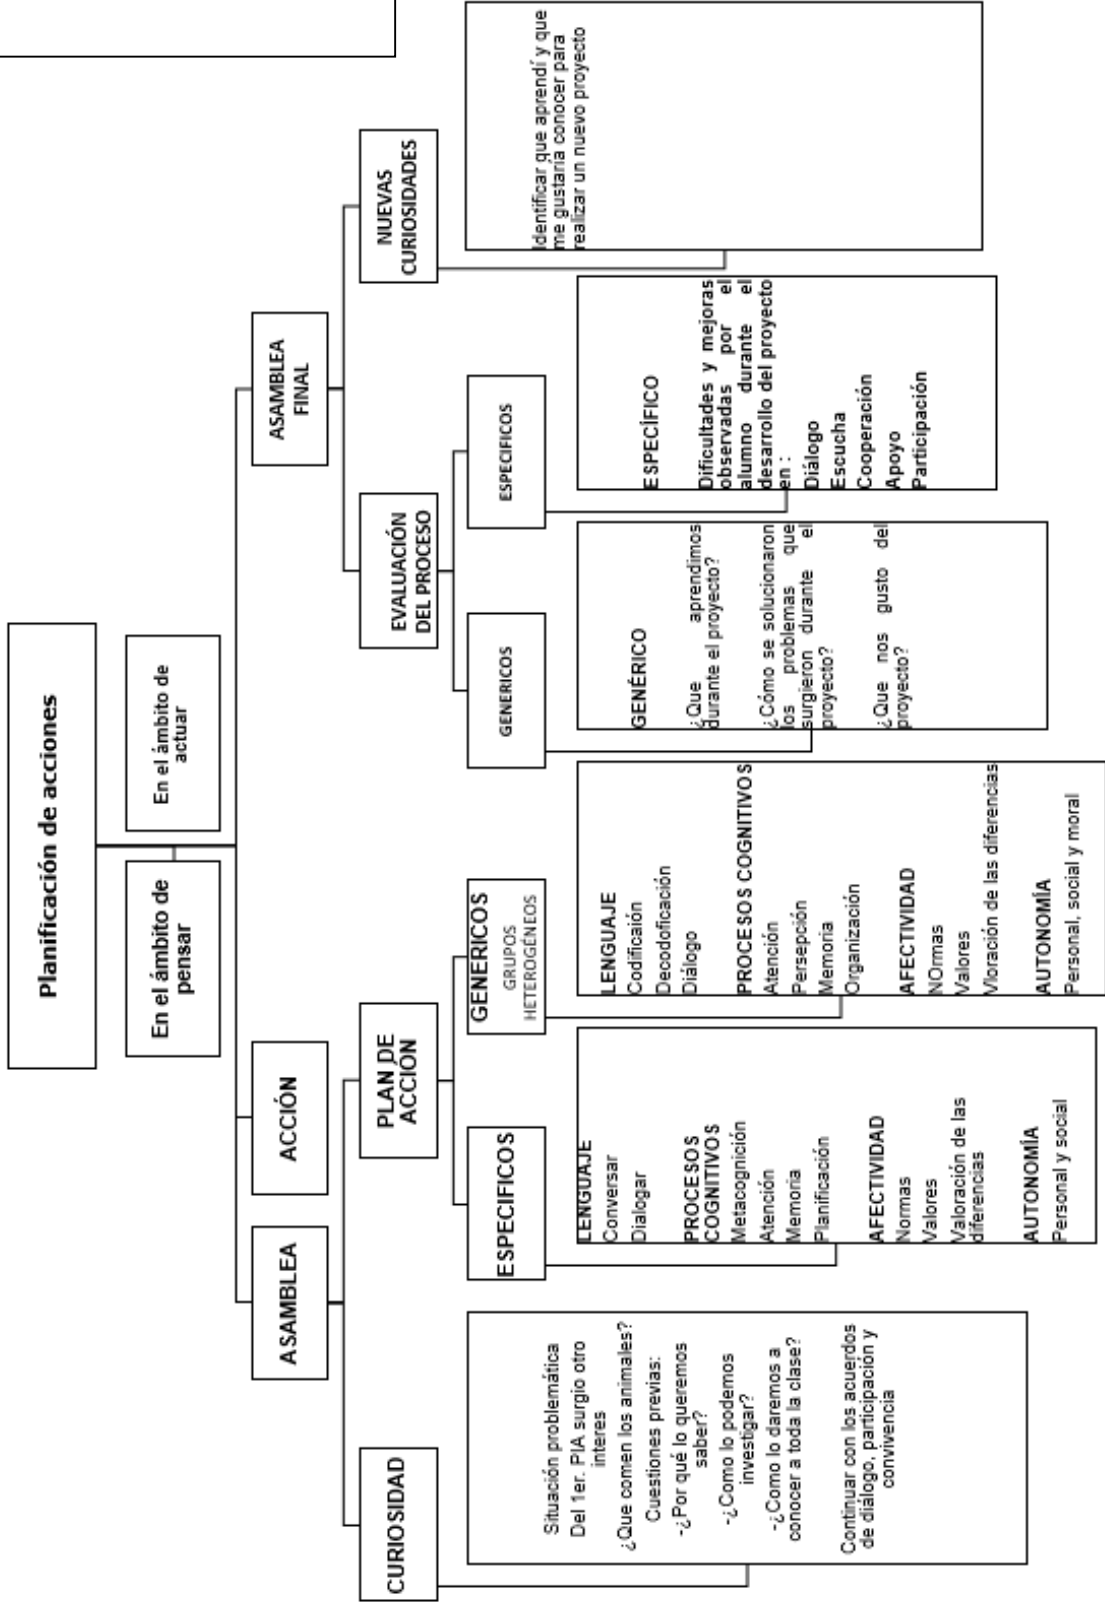 Planificación de acciones
En el ámbito de
pensar
En el ámbito de
actuar
ASAMBLEA
ACCIÓN
ASAMBLEA
FINAL
CURIOSIDAD
PLAN DE
ACCIÓN
EVALUACIÓN
DEL PROCESO
NUEVAS
CURIOSIDADES
ESPECIFICOS
GENERICOS
GRUPOS
HETEROGÉNEOS
GENERICOS
ESPECIFICOS
Situación problemática
Del 1er. PIA surgio otro
interes
¿Que comen los animales?
Cuestiones previas:
-¿Por qué lo queremos
saber?
-¿Como lo podemos
investigar?
-¿Como lo daremos a
conocer a toda la clase?
Continuar con los acuerdos
de diálogo, participación y
convivencia
LENGUAJE
Conversar
Dialogar
PROCESOS
COGNITIVOS
Metacognición
Atención
Memoria
Planificación
AFECTIVIDAD
Normas
Valores
Valoración de las
diferencias
AUTONOMÍA
Personal y social
LENGUAJE
Codificaión
Decodoficación
Diálogo
PROCESOS COGNITIVOS
Atención
Persepción
Memoria
Organización
AFECTIVIDAD
NOrmas
Valores
Vloración de las diferencias
AUTONOMÍA
Personal, social y moral
GENÉRICO
¿Que aprendimos
durante el proyecto?
¿Cómo se solucionaron
los problemas que
surgieron durante el
proyecto?
¿Que nos gusto del
proyecto?
ESPECÍFICO
Dificultades y mejoras
observadas por el
alumno durante el
desarrollo del proyecto
en :
Diálogo
Escucha
Cooperación
Apoyo
Participación
Identificar que aprendí y que
me gustaría conocer para
realizar un nuevo proyecto